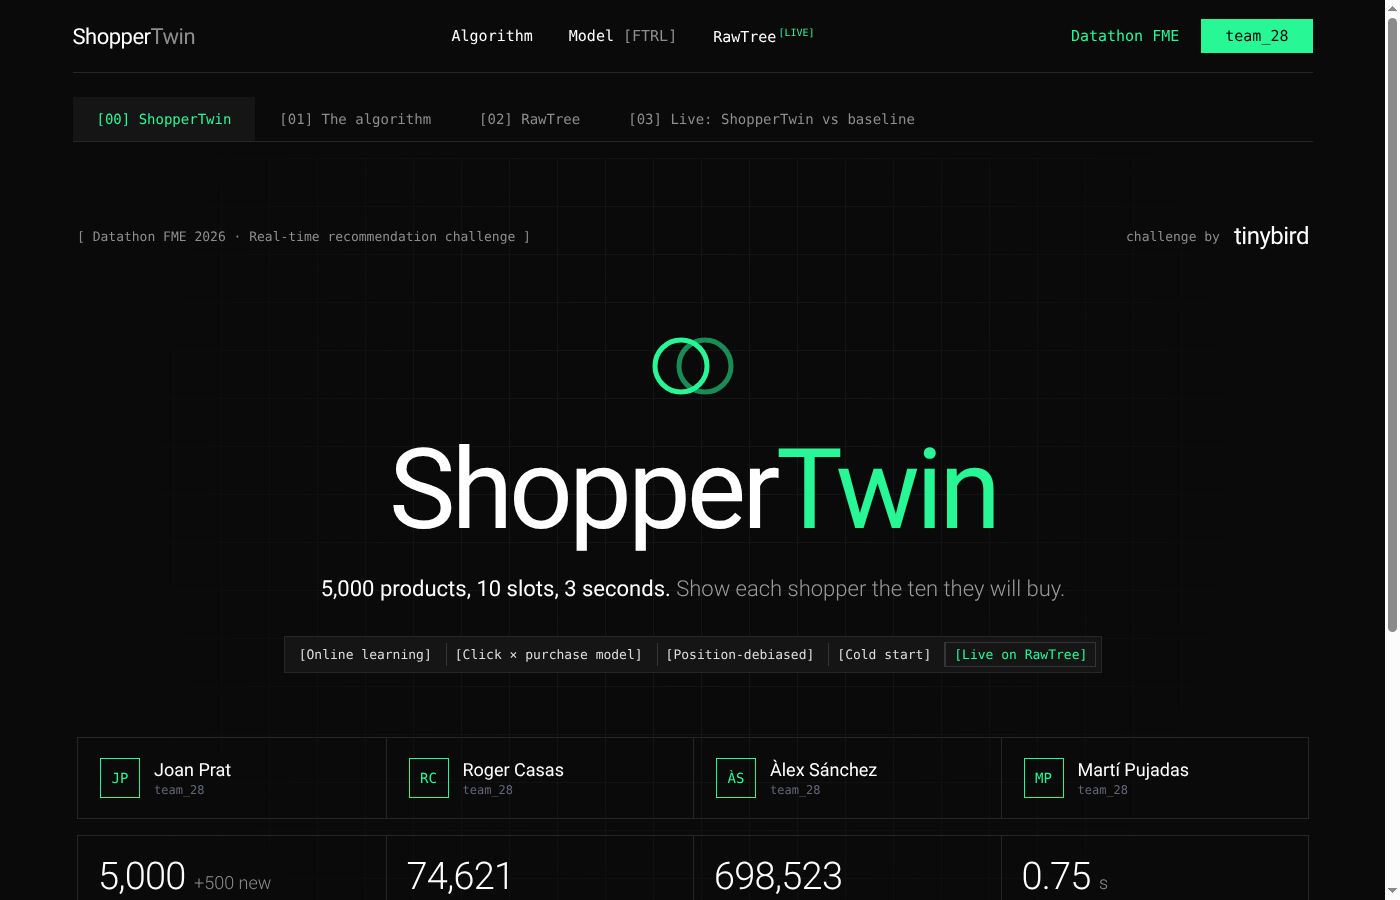 ShopperTwin
Algorithm Model [FTRL] RawTree [LIVE]
Datathon FME team_28
[00] ShopperTwin [01] The algorithm [02] RawTree [03] Live: ShopperTwin vs baseline
[ Datathon FME 2026 · Real-time recommendation challenge ]
challenge by tinybird
ShopperTwin
5,000 products, 10 slots, 3 seconds. Show each shopper the ten they will buy.
[Online learning] [Click × purchase model] [Position-debiased] [Cold start] [Live on RawTree]
JP Joan Prat
team_28
RC Roger Casas
team_28
ÀS Àlex Sánchez
team_28
MP Martí Pujadas
team_28
5,000 +500 new
74,621
698,523
0.75 s